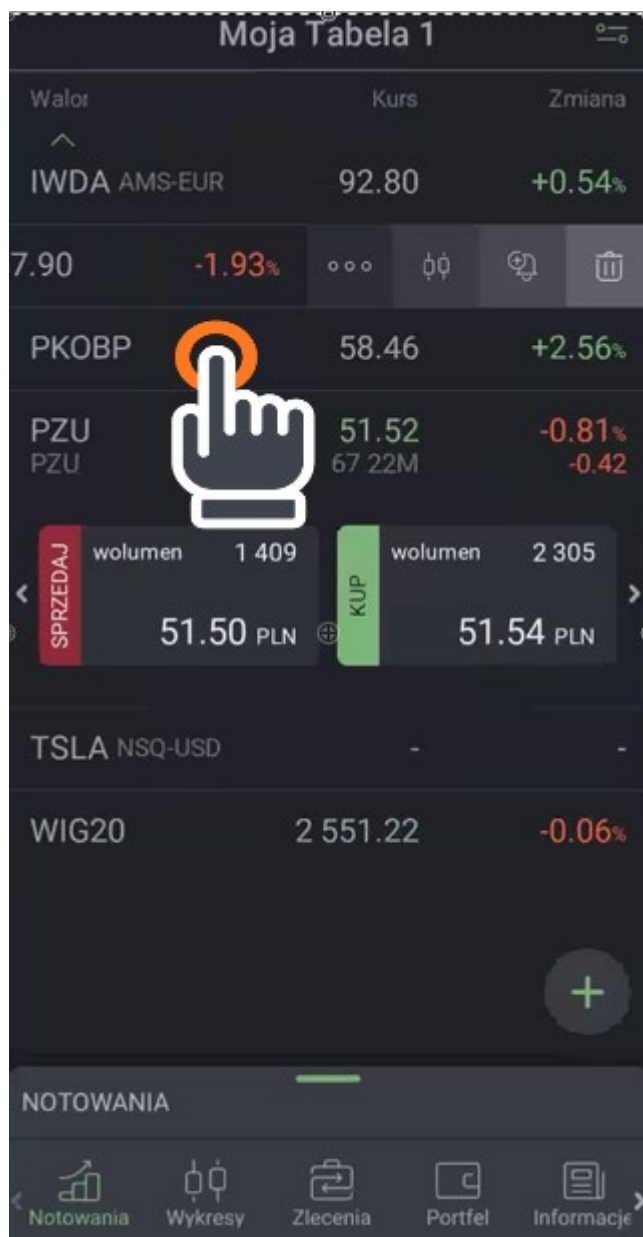 Moja Tabela 1
Walor Kurs Zmiana
IWDA AMS-EUR 92.80 +0.54%
7.90 -1.93%
PKOBP 58.46 +2.56%
PZU 51.52 -0.81%
PZU 67 22M -0.42
SPRZEDAJ
wolumen 1 409
51.50 PLN
KUP
wolumen 2 305
51.54 PLN
TSLA NSQ-USD - -
WIG20 2 551.22 -0.06%
+
NOTOWANIA
Notowania Wykresy Zlecenia Portfel Informacje